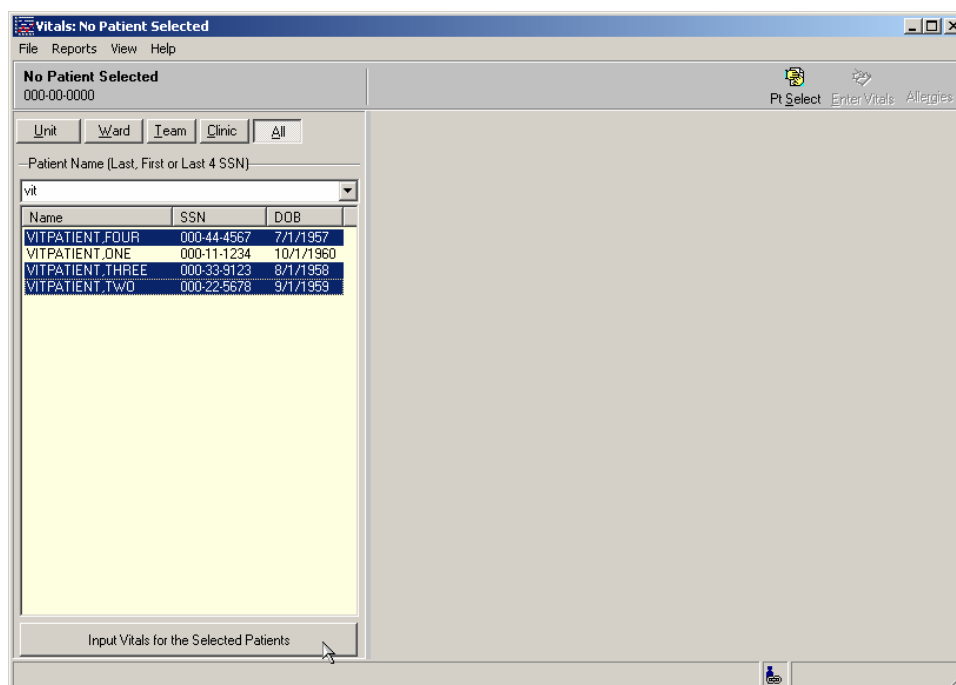 Vitals: No Patient Selected
File Reports View Help
No Patient Selected
000-00-0000
Pt Select Enter Vitals Allergies
Unit Ward Team Clinic All
Patient Name (Last, First or Last 4 SSN)
vit
Name SSN DOB
VITPATIENT,FOUR 000-44-4567 7/1/1957
VITPATIENT,ONE 000-11-1234 10/1/1960
VITPATIENT,THREE 000-33-9123 8/1/1958
VITPATIENT,TWO 000-22-5678 9/1/1959
Input Vitals for the Selected Patients